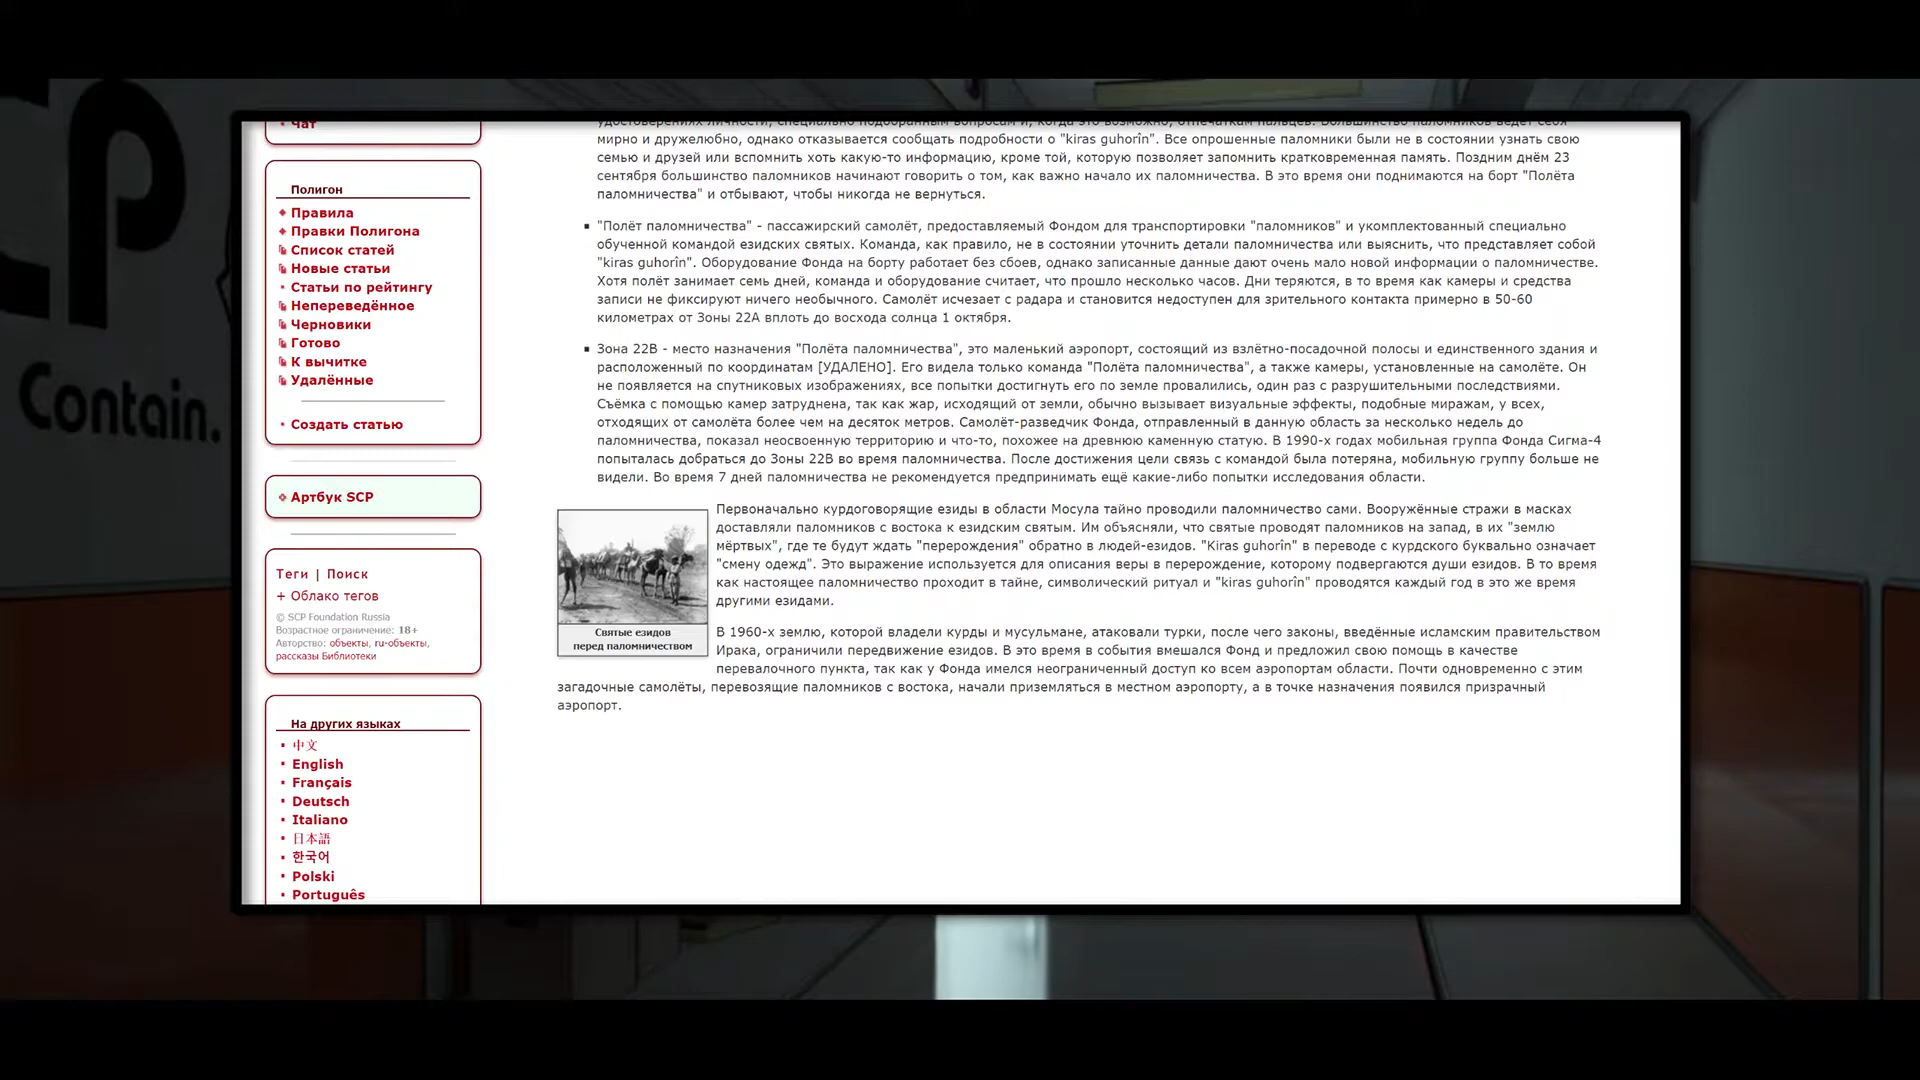 CP
Contain.
Чат
Полигон
Правила
Правки Полигона
Список статей
Новые статьи
Статьи по рейтингу
Непереведённое
Черновики
Готово
К вычитке
Удалённые
Создать статью
Артбук SCP
Теги | Поиск
+ Облако тегов
© SCP Foundation Russia
Возрастное ограничение: 18+
Авторство: объекты, ru-объекты,
рассказы Библиотеки
На других языках
中文
English
Français
Deutsch
Italiano
日本語
한국어
Polski
Português
удостоверениях личности, специально подобранным вопросам и, когда это возможно, отпечаткам пальцев. Большинство паломников ведёт себя
мирно и дружелюбно, однако отказывается сообщать подробности о "kiras guhorîn". Все опрошенные паломники были не в состоянии узнать свою
семью и друзей или вспомнить хоть какую-то информацию, кроме той, которую позволяет запомнить кратковременная память. Поздним днём 23
сентября большинство паломников начинают говорить о том, как важно начало их паломничества. В это время они поднимаются на борт "Полёта
паломничества" и отбывают, чтобы никогда не вернуться.
"Полёт паломничества" - пассажирский самолёт, предоставляемый Фондом для транспортировки "паломников" и укомплектованный специально
обученной командой езидских святых. Команда, как правило, не в состоянии уточнить детали паломничества или выяснить, что представляет собой
"kiras guhorîn". Оборудование Фонда на борту работает без сбоев, однако записанные данные дают очень мало новой информации о паломничестве.
Хотя полёт занимает семь дней, команда и оборудование считает, что прошло несколько часов. Дни теряются, в то время как камеры и средства
записи не фиксируют ничего необычного. Самолёт исчезает с радара и становится недоступен для зрительного контакта примерно в 50-60
километрах от Зоны 22A вплоть до восхода солнца 1 октября.
Зона 22B - место назначения "Полёта паломничества", это маленький аэропорт, состоящий из взлётно-посадочной полосы и единственного здания и
расположенный по координатам [УДАЛЕНО]. Его видела только команда "Полёта паломничества", а также камеры, установленные на самолёте. Он
не появляется на спутниковых изображениях, все попытки достигнуть его по земле провалились, один раз с разрушительными последствиями.
Съёмка с помощью камер затруднена, так как жар, исходящий от земли, обычно вызывает визуальные эффекты, подобные миражам, у всех,
отходящих от самолёта более чем на десяток метров. Самолёт-разведчик Фонда, отправленный в данную область за несколько недель до
паломничества, показал неосвоенную территорию и что-то, похожее на древнюю каменную статую. В 1990-х годах мобильная группа Фонда Сигма-4
попыталась добраться до Зоны 22B во время паломничества. После достижения цели связь с командой была потеряна, мобильную группу больше не
видели. Во время 7 дней паломничества не рекомендуется предпринимать ещё какие-либо попытки исследования области.
Святые езидов
перед паломничеством
Первоначально курдоговорящие езиды в области Мосула тайно проводили паломничество сами. Вооружённые стражи в масках
доставляли паломников с востока к езидским святым. Им объясняли, что святые проводят паломников на запад, в их "землю
мёртвых", где те будут ждать "перерождения" обратно в людей-езидов. "Kiras guhorîn" в переводе с курдского буквально означает
"смену одежд". Это выражение используется для описания веры в перерождение, которому подвергаются души езидов. В то время
как настоящее паломничество проходит в тайне, символический ритуал и "kiras guhorîn" проводятся каждый год в это же время
другими езидами.
В 1960-х землю, которой владели курды и мусульмане, атаковали турки, после чего законы, введённые исламским правительством
Ирака, ограничили передвижение езидов. В это время в события вмешался Фонд и предложил свою помощь в качестве
перевалочного пункта, так как у Фонда имелся неограниченный доступ ко всем аэропортам области. Почти одновременно с этим
загадочные самолёты, перевозящие паломников с востока, начали приземляться в местном аэропорту, а в точке назначения появился призрачный
аэропорт.